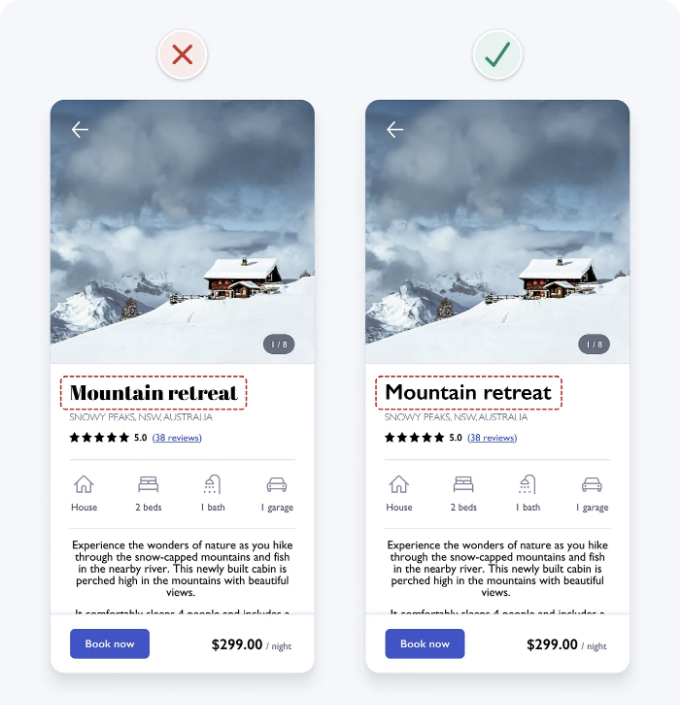 1 / 8
Mountain retreat
SNOWY PEAKS, NSW, AUSTRALIA
5.0 (38 reviews)
House 2 beds 1 bath 1 garage
Experience the wonders of nature as you hike
through the snow-capped mountains and fish
in the nearby river. This newly built cabin is
perched high in the mountains with beautiful
views.
It comfortably sleeps 4 people and includes a
Book now $299.00 / night
1 / 8
Mountain retreat
SNOWY PEAKS, NSW, AUSTRALIA
5.0 (38 reviews)
House 2 beds 1 bath 1 garage
Experience the wonders of nature as you hike
through the snow-capped mountains and fish
in the nearby river. This newly built cabin is
perched high in the mountains with beautiful
views.
It comfortably sleeps 4 people and includes a
Book now $299.00 / night